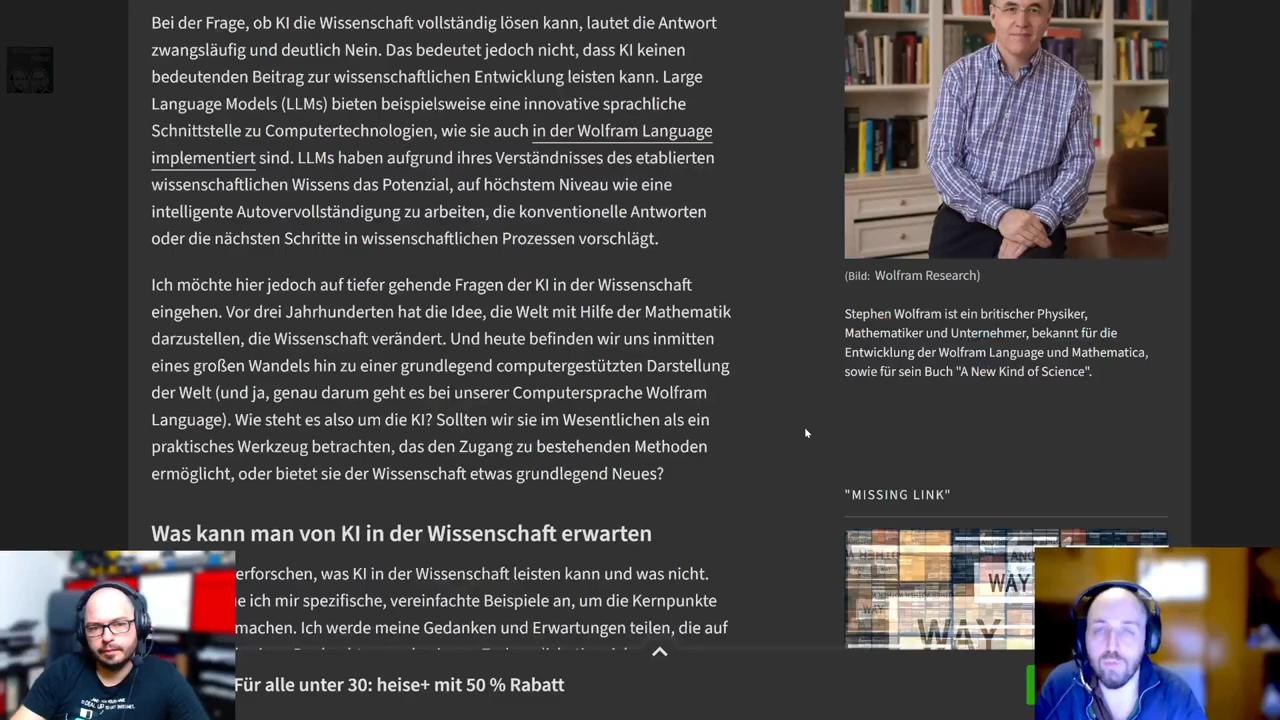 Bei der Frage, ob KI die Wissenschaft vollständig lösen kann, lautet die Antwort
zwangsläufig und deutlich Nein. Das bedeutet jedoch nicht, dass KI keinen
bedeutenden Beitrag zur wissenschaftlichen Entwicklung leisten kann. Large
Language Models (LLMs) bieten beispielsweise eine innovative sprachliche
Schnittstelle zu Computertechnologien, wie sie auch in der Wolfram Language
implementiert sind. LLMs haben aufgrund ihres Verständnisses des etablierten
wissenschaftlichen Wissens das Potenzial, auf höchstem Niveau wie eine
intelligente Autovervollständigung zu arbeiten, die konventionelle Antworten
oder die nächsten Schritte in wissenschaftlichen Prozessen vorschlägt.
Ich möchte hier jedoch auf tiefer gehende Fragen der KI in der Wissenschaft
eingehen. Vor drei Jahrhunderten hat die Idee, die Welt mit Hilfe der Mathematik
darzustellen, die Wissenschaft verändert. Und heute befinden wir uns inmitten
eines großen Wandels hin zu einer grundlegend computergestützten Darstellung
der Welt (und ja, genau darum geht es bei unserer Computersprache Wolfram
Language). Wie steht es also um die KI? Sollten wir sie im Wesentlichen als ein
praktisches Werkzeug betrachten, das den Zugang zu bestehenden Methoden
ermöglicht, oder bietet sie der Wissenschaft etwas grundlegend Neues?
Was kann man von KI in der Wissenschaft erwarten
erforschen, was KI in der Wissenschaft leisten kann und was nicht.
ich mir spezifische, vereinfachte Beispiele an, um die Kernpunkte
machen. Ich werde meine Gedanken und Erwartungen teilen, die auf
(Bild: Wolfram Research)
Stephen Wolfram ist ein britischer Physiker,
Mathematiker und Unternehmer, bekannt für die
Entwicklung der Wolfram Language und Mathematica,
sowie für sein Buch "A New Kind of Science".
"MISSING LINK"
WAY
WAY
Für alle unter 30: heise+ mit 50 % Rabatt